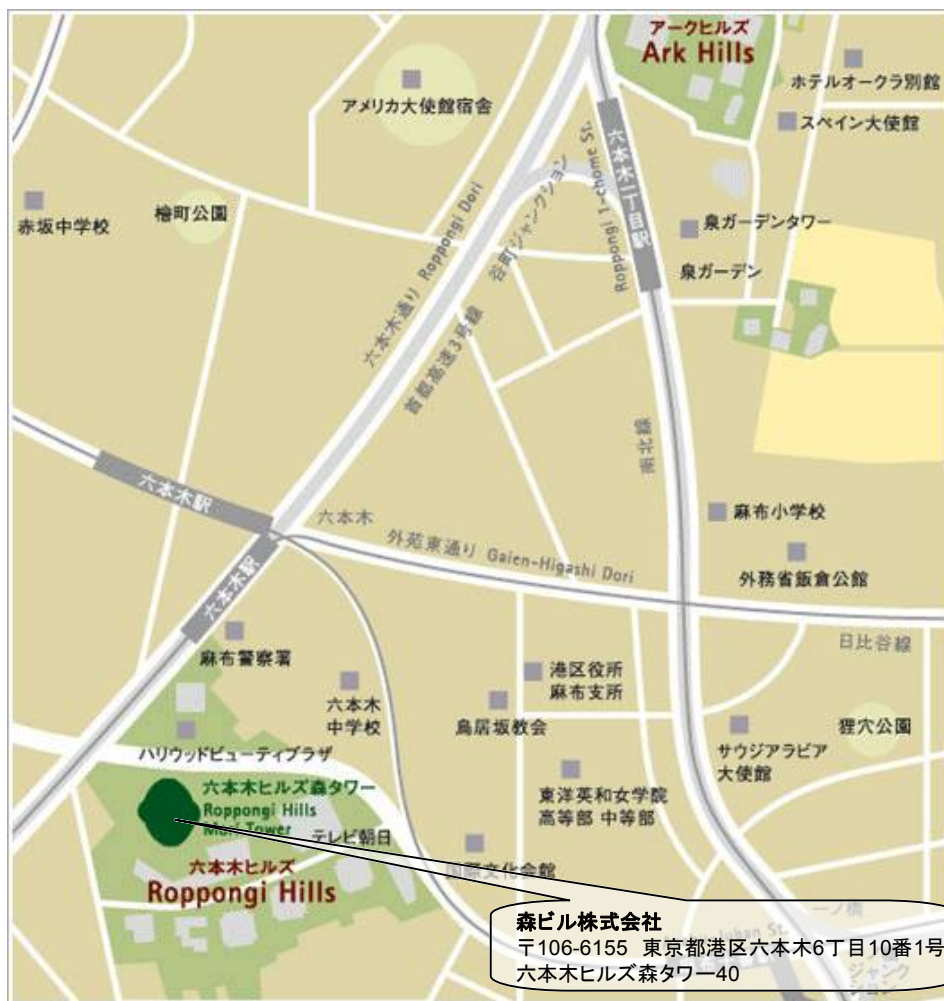 アークヒルズ
Ark Hills
ホテルオークラ別館
アメリカ大使館宿舎
スペイン大使館
六本木一丁目駅
Roppongi 1-chome St.
谷町ジャンクション
六本木通り Roppongi Dori
首都高速3号線
赤坂中学校
檜町公園
泉ガーデンタワー
泉ガーデン
南北線
六本木駅
六本木
麻布小学校
外苑東通り Gaien-Higashi Dori
外務省飯倉公館
六本木駅
日比谷線
麻布警察署
港区役所
麻布支所
六本木
中学校
鳥居坂教会
狸穴公園
サウジアラビア
大使館
ハリウッドビューティプラザ
六本木ヒルズ森タワー
Roppongi Hills
Mori Tower
テレビ朝日
東洋英和女学院
高等部 中等部
国際文化会館
六本木ヒルズ
Roppongi Hills
一ノ橋
森ビル株式会社
〒106-6155 東京都港区六本木6丁目10番1号
六本木ヒルズ森タワー40